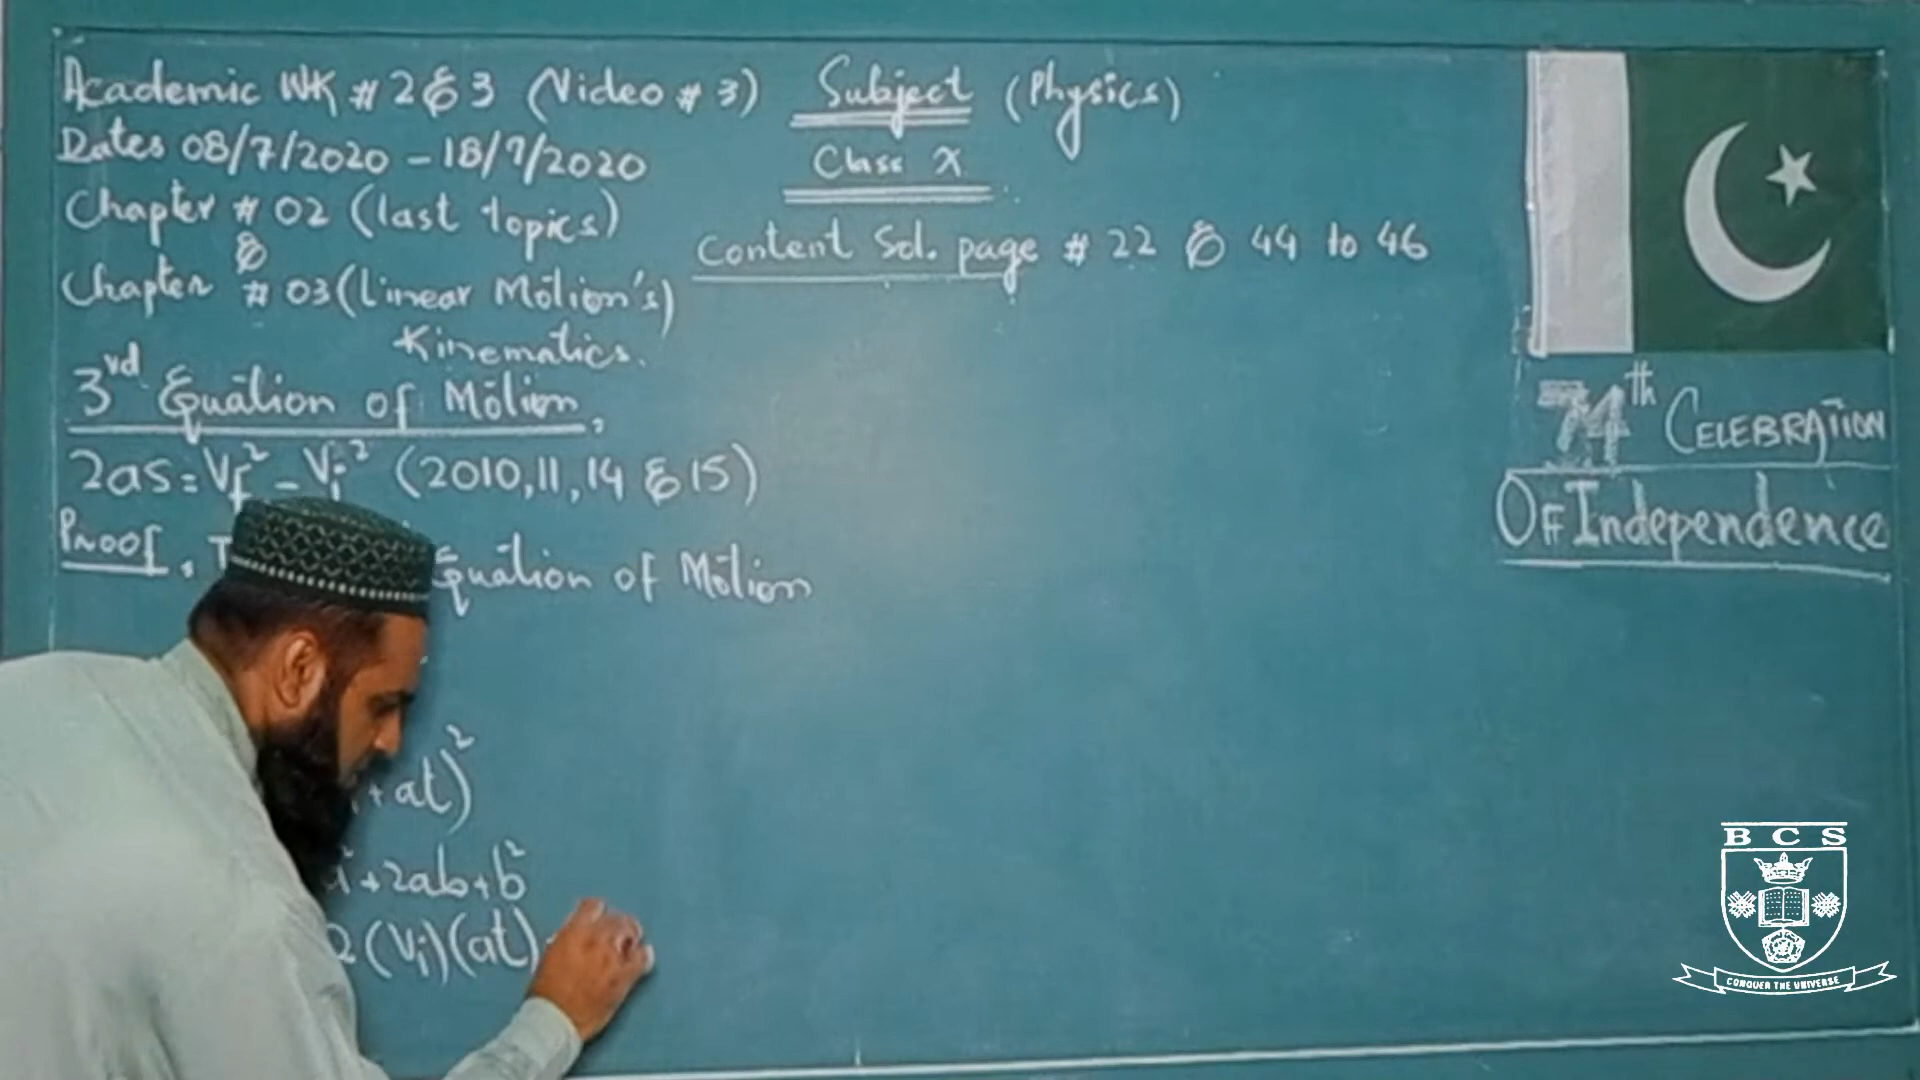 Academic WK # 2 & 3 (Video # 3)
Subject (Physics)
Dates 08/7/2020 - 18/7/2020
Class X
Chapter # 02 (last topics)
&
Content Sol. page # 22 & 44 to 46
Chapter # 03 (Linear Motion's)
Kinematics.
3rd Equation of Motion,
2as = Vf² - Vi² (2010, 11, 14 & 15)
Proof, Equation of Motion
+ at)²
+ 2ab + b²
2(Vi)(at)
74th CELEBRATION
OF Independence
BCS
CONQUER THE UNIVERSE